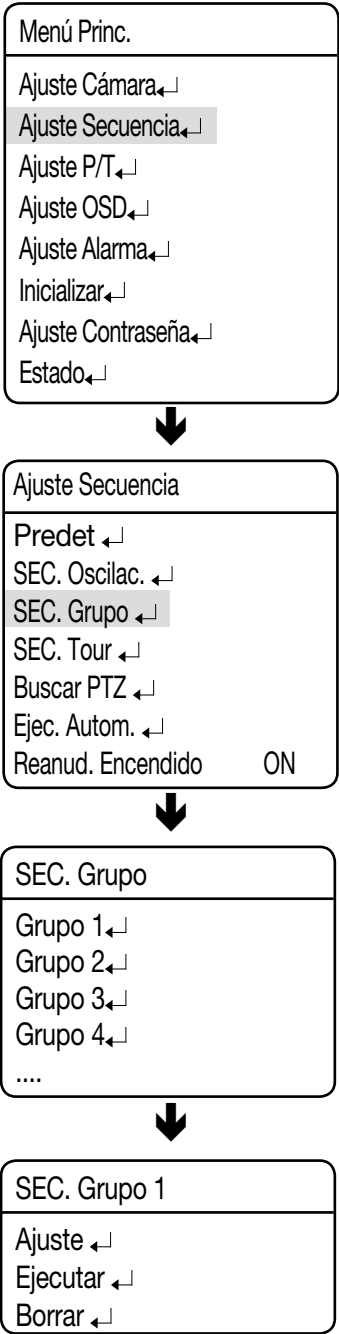 Menú Princ.
Ajuste Cámara↵
Ajuste Secuencia↵
Ajuste P/T↵
Ajuste OSD↵
Ajuste Alarma↵
Inicializar↵
Ajuste Contraseña↵
Estado↵
Ajuste Secuencia
Predet ↵
SEC. Oscilac. ↵
SEC. Grupo ↵
SEC. Tour ↵
Buscar PTZ ↵
Ejec. Autom. ↵
Reanud. Encendido ON
SEC. Grupo
Grupo 1↵
Grupo 2↵
Grupo 3↵
Grupo 4↵
....
SEC. Grupo 1
Ajuste ↵
Ejecutar ↵
Borrar ↵